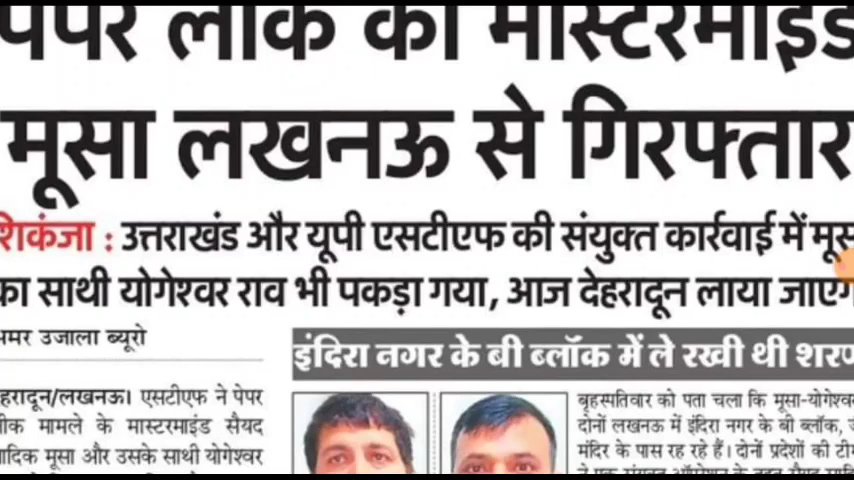 पेपर लीक का मास्टरमाइंड
मूसा लखनऊ से गिरफ्तार
शिकंजा : उत्तराखंड और यूपी एसटीएफ की संयुक्त कार्रवाई में मूसा
का साथी योगेश्वर राव भी पकड़ा गया, आज देहरादून लाया जाएगा
अमर उजाला ब्यूरो
देहरादून/लखनऊ। एसटीएफ ने पेपर
लीक मामले के मास्टरमाइंड सैयद
सादिक मूसा और उसके साथी योगेश्वर
इंदिरा नगर के बी ब्लॉक में ले रखी थी शरण
बृहस्पतिवार को पता चला कि मूसा-योगेश्वर
दोनों लखनऊ में इंदिरा नगर के बी ब्लॉक,
मंदिर के पास रह रहे हैं। दोनों प्रदेशों की टीम